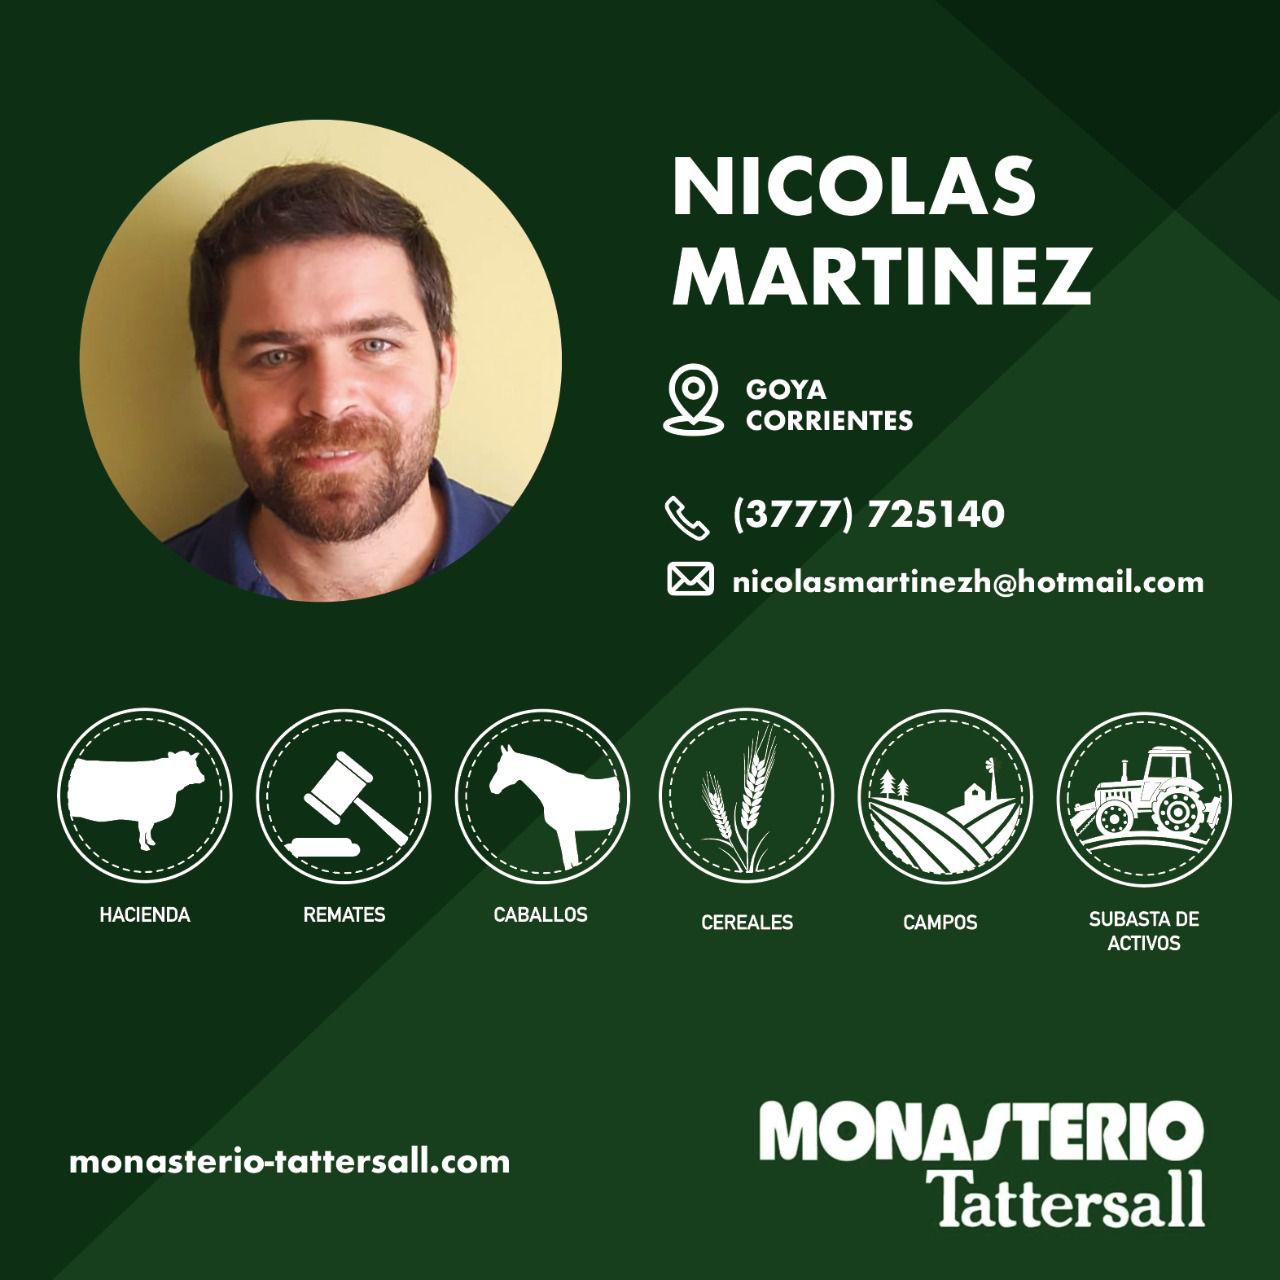 NICOLAS
MARTINEZ
GOYA
CORRIENTES
(3777) 725140
nicolasmartinezh@hotmail.com
HACIENDA
REMATES
CABALLOS
CEREALES
CAMPOS
SUBASTA DE
ACTIVOS
monasterio-tattersall.com
MONASTERIO
Tattersall